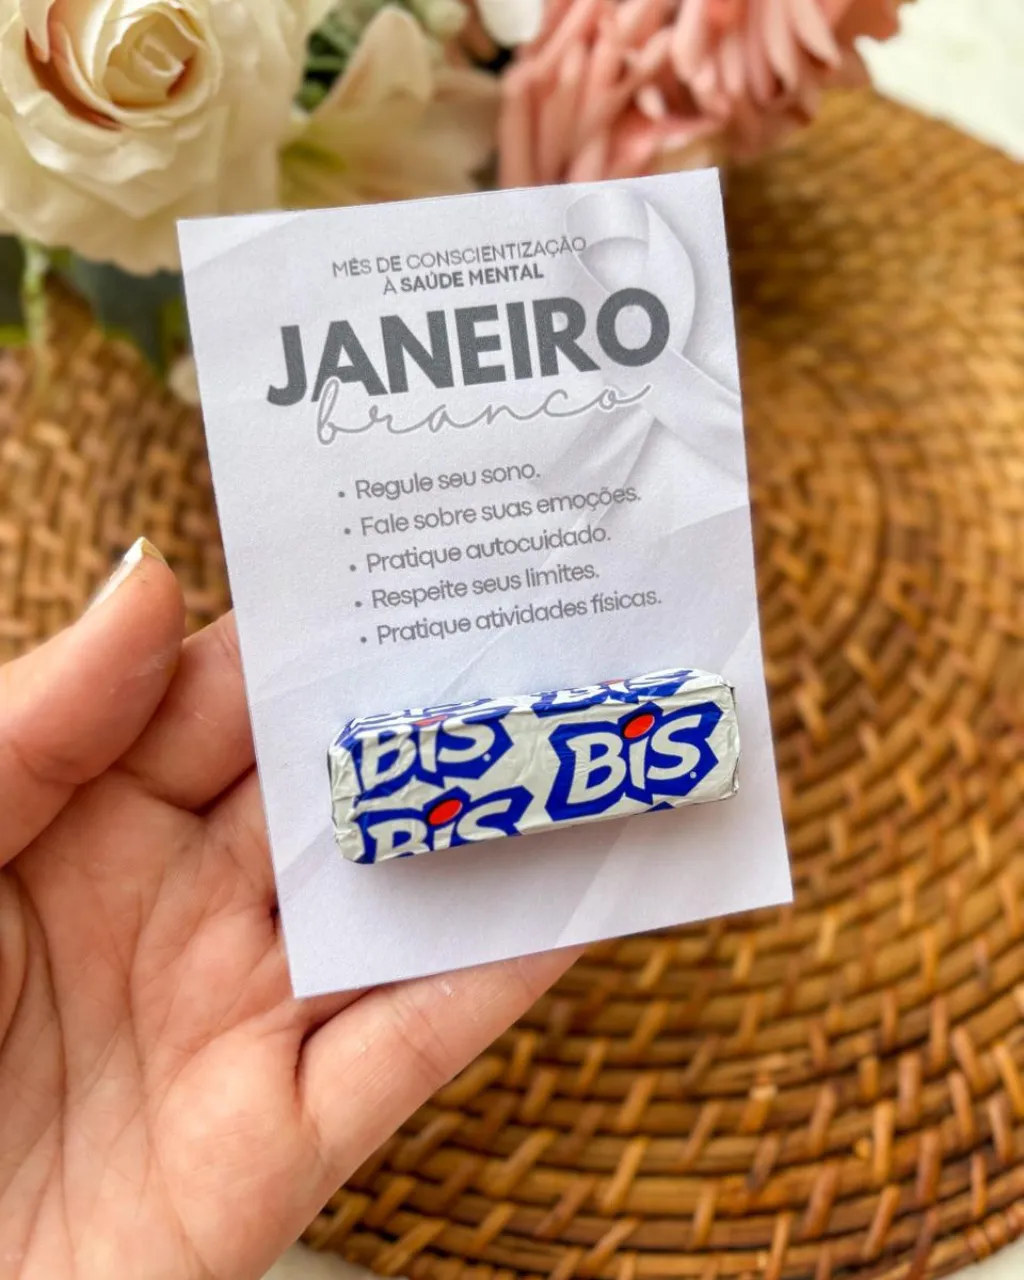 MÊS DE CONSCIENTIZAÇÃO
À SAÚDE MENTAL
JANEIRO
branco
• Regule seu sono.
• Fale sobre suas emoções.
• Pratique autocuidado.
• Respeite seus limites.
• Pratique atividades físicas.
BIS
BIS
BIS
BIS